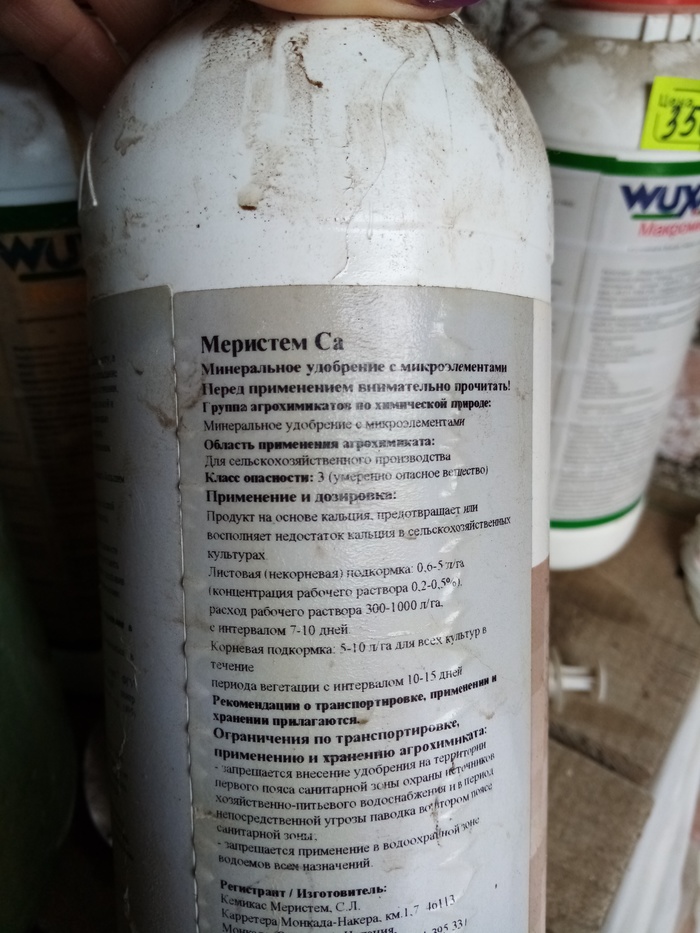 Меристем Ca
Минеральное удобрение с микроэлементами
Перед применением внимательно прочитать!
Группа агрохимикатов по химической природе:
Минеральное удобрение с микроэлементами
Область применения агрохимиката:
Для сельскохозяйственного производства
Класс опасности: 3 (умеренно опасное вещество)
Применение и дозировка:
Продукт на основе кальция, предотвращает или
восполняет недостаток кальция в сельскохозяйственных
культурах.
Листовая (некорневая) подкормка: 0,6-5 л/га
(концентрация рабочего раствора 0,2-0,5%),
расход рабочего раствора 300-1000 л/га,
с интервалом 7-10 дней.
Корневая подкормка: 5-10 л/га для всех культур в
течение
периода вегетации с интервалом 10-15 дней
Рекомендации о транспортировке, применении и
хранении прилагаются.
Ограничения по транспортировке,
применению и хранению агрохимиката:
- запрещается внесение удобрения на территории
первого пояса санитарной зоны охраны источников
хозяйственно-питьевого водоснабжения и в период
непосредственной угрозы паводка во втором поясе
санитарной зоны;
- запрещается применение в водоохраной зоне
водоемов всех назначений.
Регистрант / Изготовитель:
Кемикас Меристем, С.Л.
Карретера Монкада-Накера, км.1,7 46113
WUX
Макроми
Цена
35
WUX